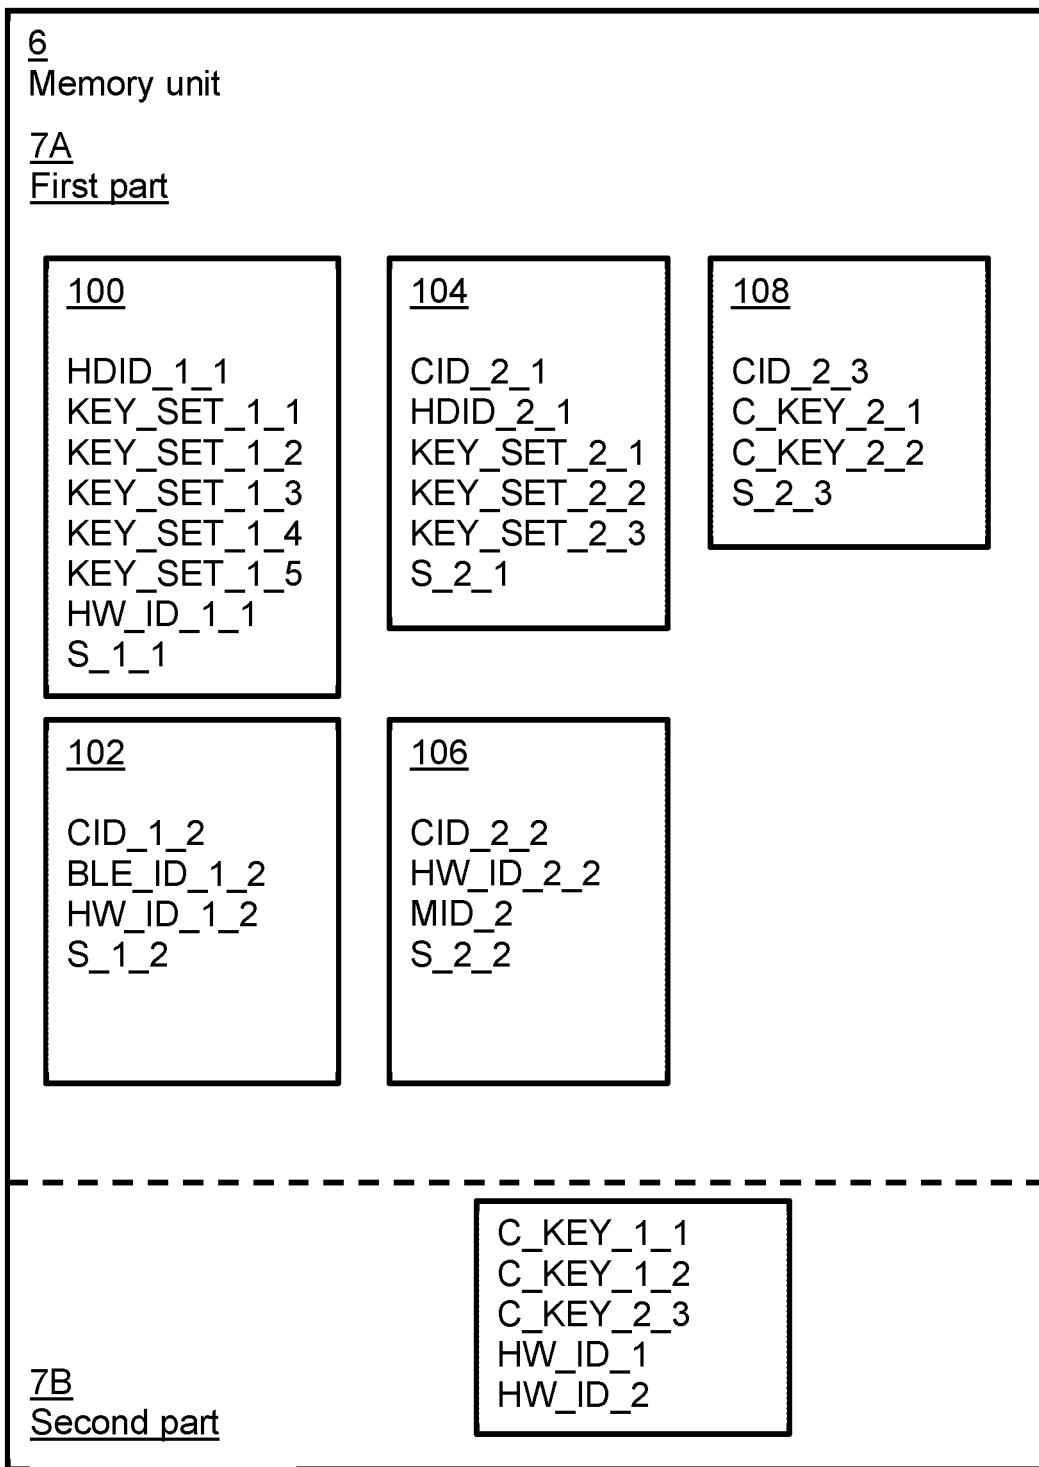 6
Memory unit
7A
First part
100
HDID_1_1
KEY_SET_1_1
KEY_SET_1_2
KEY_SET_1_3
KEY_SET_1_4
KEY_SET_1_5
HW_ID_1_1
S_1_1
104
CID_2_1
HDID_2_1
KEY_SET_2_1
KEY_SET_2_2
KEY_SET_2_3
S_2_1
108
CID_2_3
C_KEY_2_1
C_KEY_2_2
S_2_3
102
CID_1_2
BLE_ID_1_2
HW_ID_1_2
S_1_2
106
CID_2_2
HW_ID_2_2
MID_2
S_2_2
C_KEY_1_1
C_KEY_1_2
C_KEY_2_3
HW_ID_1
HW_ID_2
7B
Second part